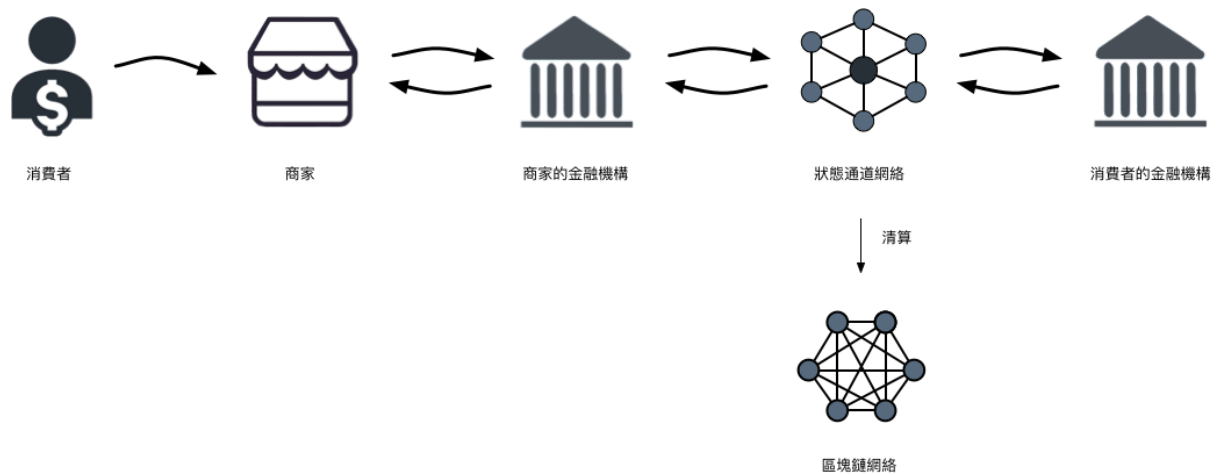 消費者
商家
商家的金融機構
狀態通道網絡
消費者的金融機構
清算
區塊鏈網絡